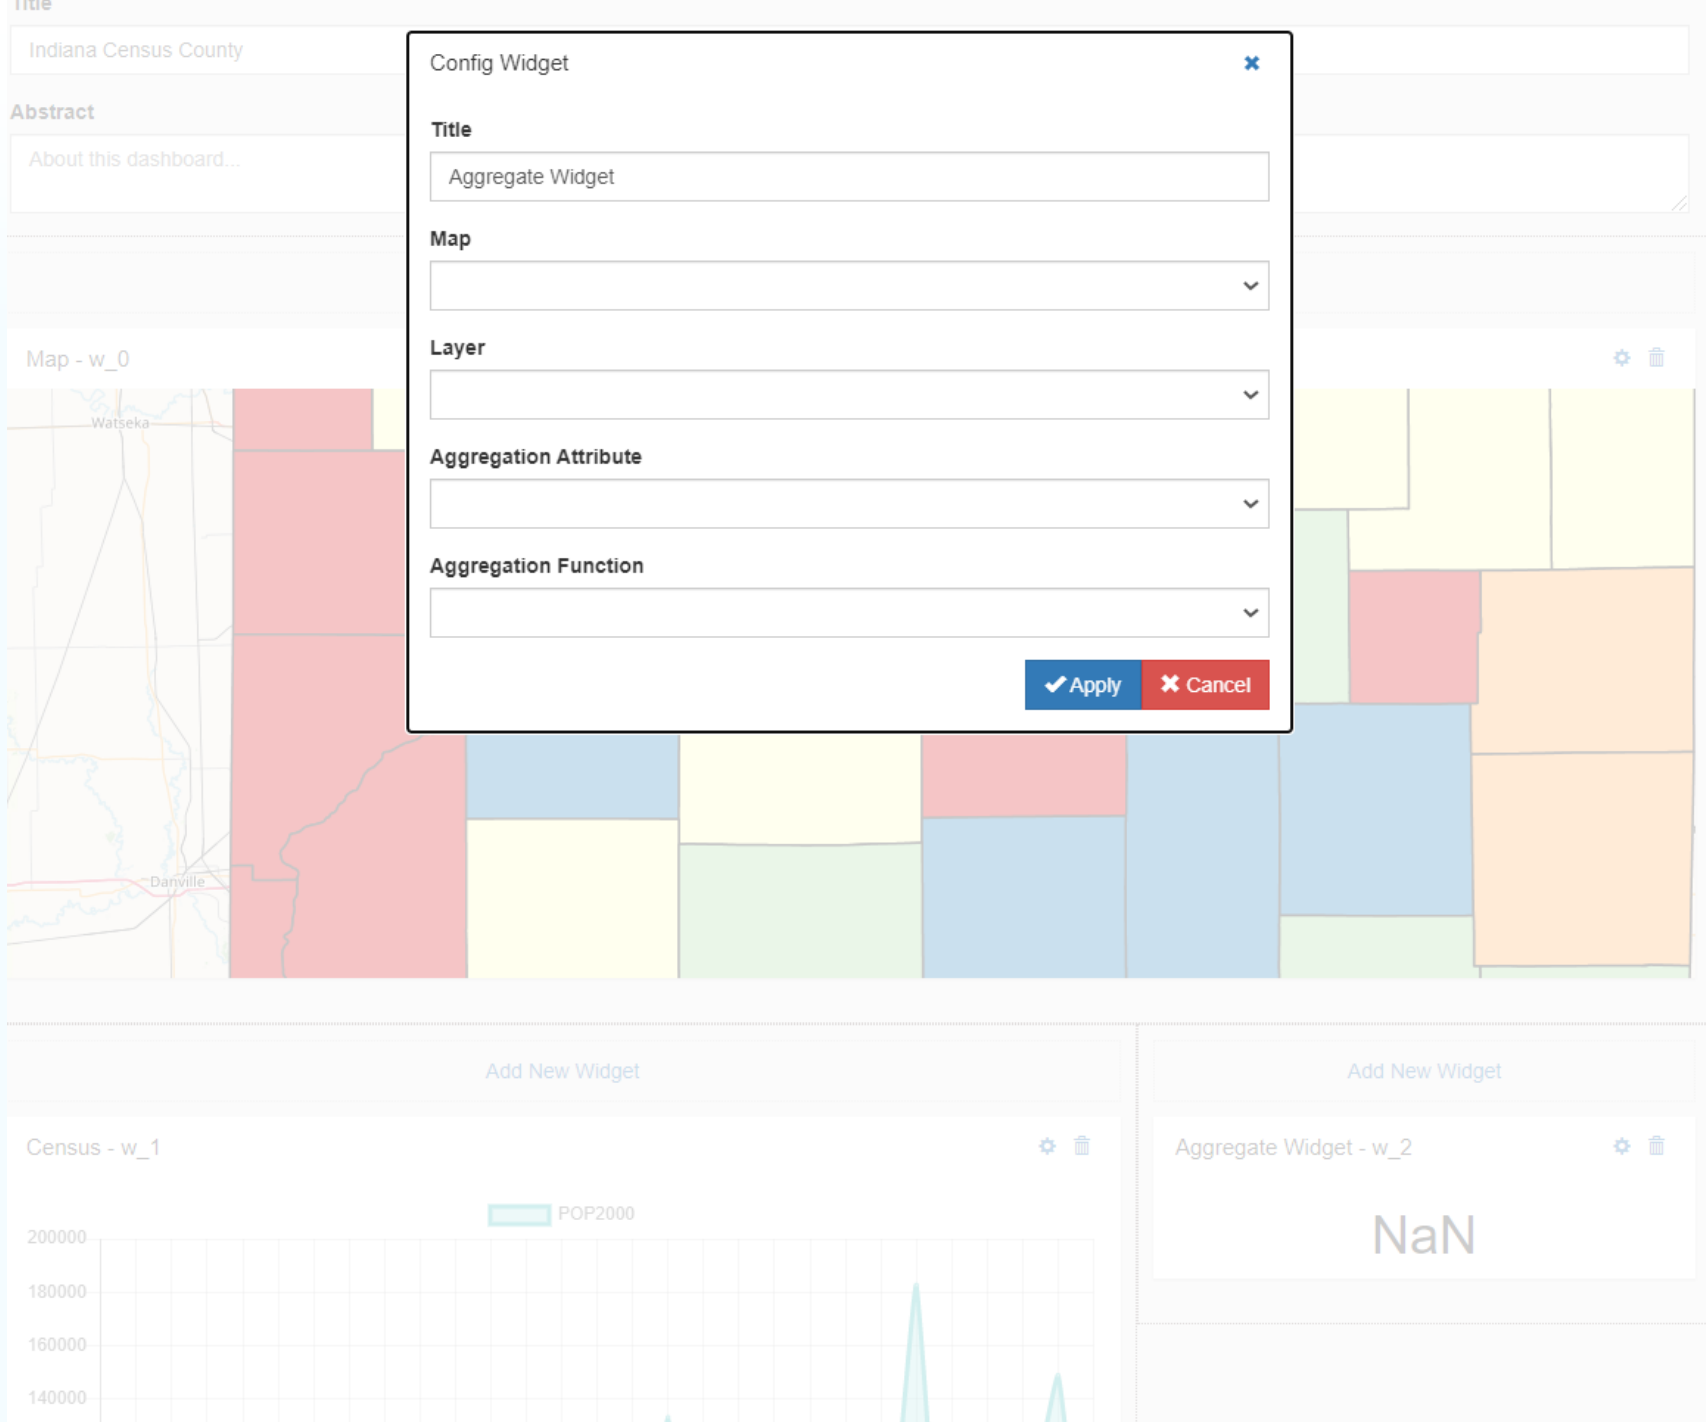 Title
Indiana Census County
Abstract
About this dashboard...
Config Widget
Title
Aggregate Widget
Map
Layer
Aggregation Attribute
Aggregation Function
Apply
Cancel
Map - w_0
Watseka
Danville
Add New Widget
Add New Widget
Census - w_1
Aggregate Widget - w_2
POP2000
NaN
200000
180000
160000
140000